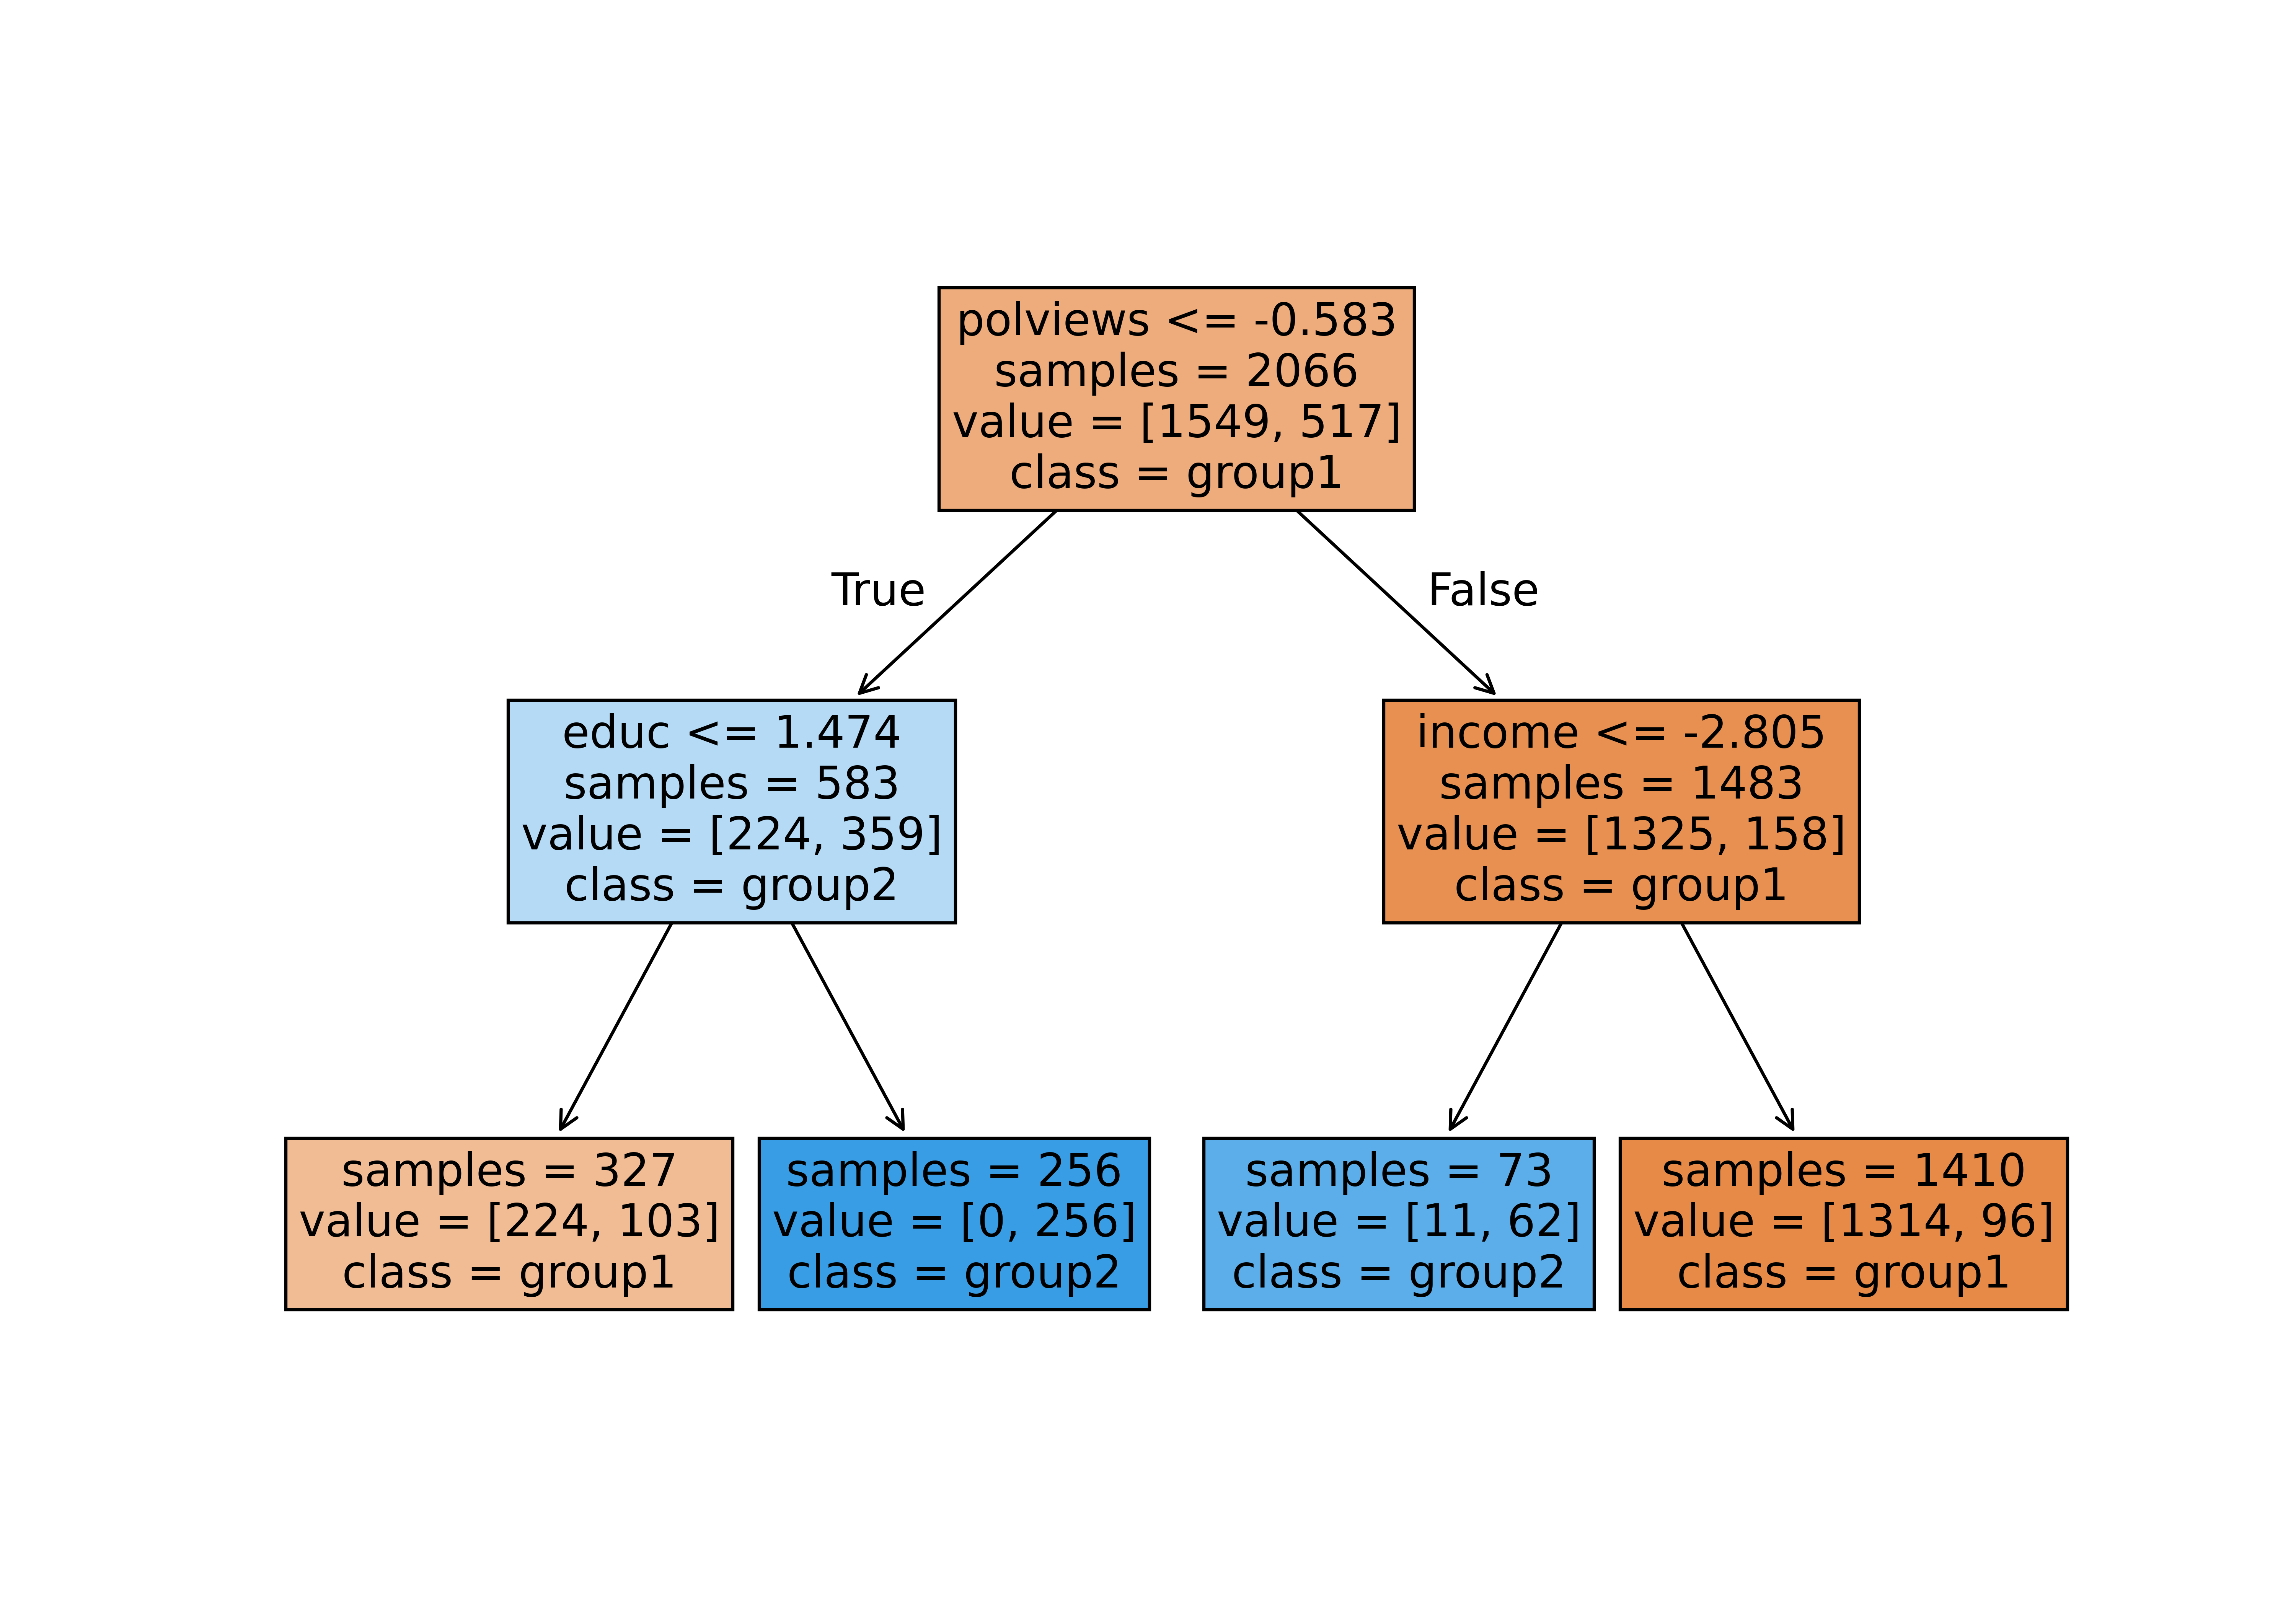 polviews <= -0.583
samples = 2066
value = [1549, 517]
class = group1
True
False
educ <= 1.474
samples = 583
value = [224, 359]
class = group2
income <= -2.805
samples = 1483
value = [1325, 158]
class = group1
samples = 327
value = [224, 103]
class = group1
samples = 256
value = [0, 256]
class = group2
samples = 73
value = [11, 62]
class = group2
samples = 1410
value = [1314, 96]
class = group1